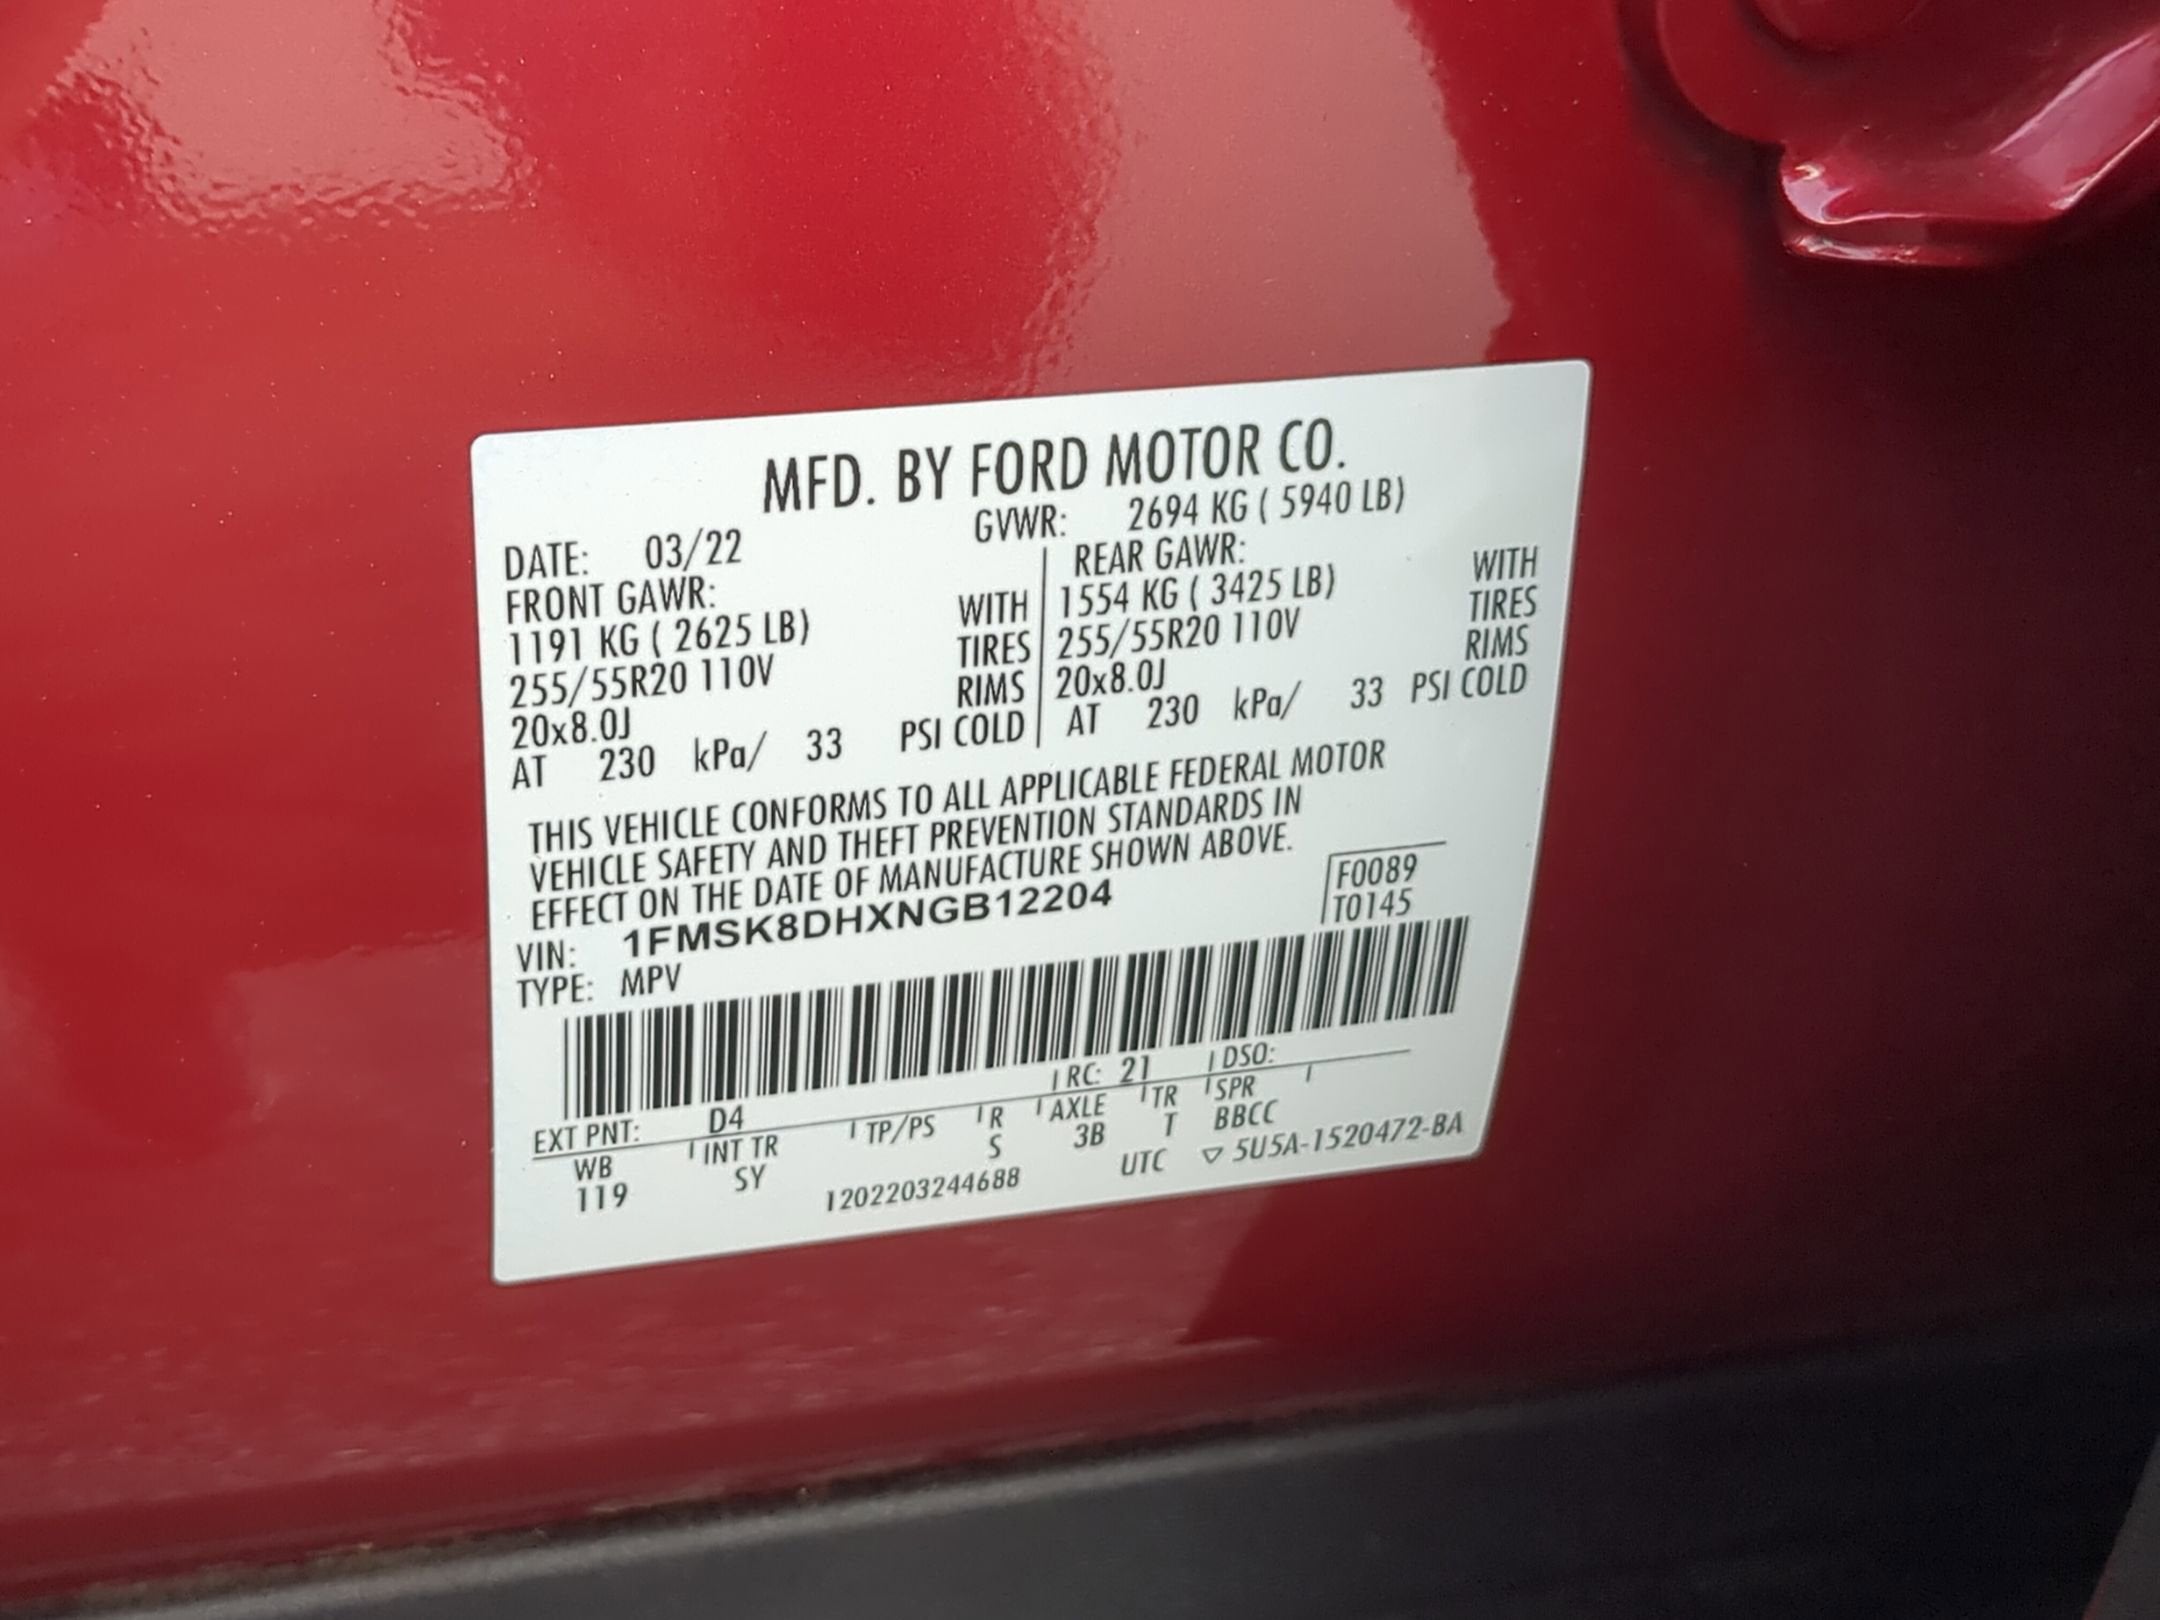 MFD. BY FORD MOTOR CO.
DATE: 03/22 GVWR: 2694 KG ( 5940 LB)
FRONT GAWR: REAR GAWR:
1191 KG ( 2625 LB) WITH 1554 KG ( 3425 LB) WITH
255/55R20 110V TIRES 255/55R20 110V TIRES
20x8.0J RIMS 20x8.0J RIMS
AT 230 kPa/ 33 PSI COLD AT 230 kPa/ 33 PSI COLD
THIS VEHICLE CONFORMS TO ALL APPLICABLE FEDERAL MOTOR
VEHICLE SAFETY AND THEFT PREVENTION STANDARDS IN
EFFECT ON THE DATE OF MANUFACTURE SHOWN ABOVE.
VIN: 1FMSK8DHXNGB12204 F0089
TYPE: MPV T0145
EXT PNT: D4 RC: 21 DSO:
WB INT TR TP/PS R AXLE TR SPR
119 SY S 3B T BBCC
1202203244688 UTC ▽ 5U5A-1520472-BA